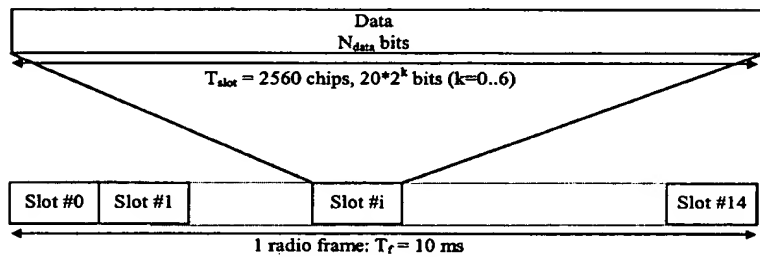 Data
N_data bits
T_slot = 2560 chips, 20*2^k bits (k=0..6)
Slot #0 Slot #1 Slot #i Slot #14
1 radio frame: T_f = 10 ms